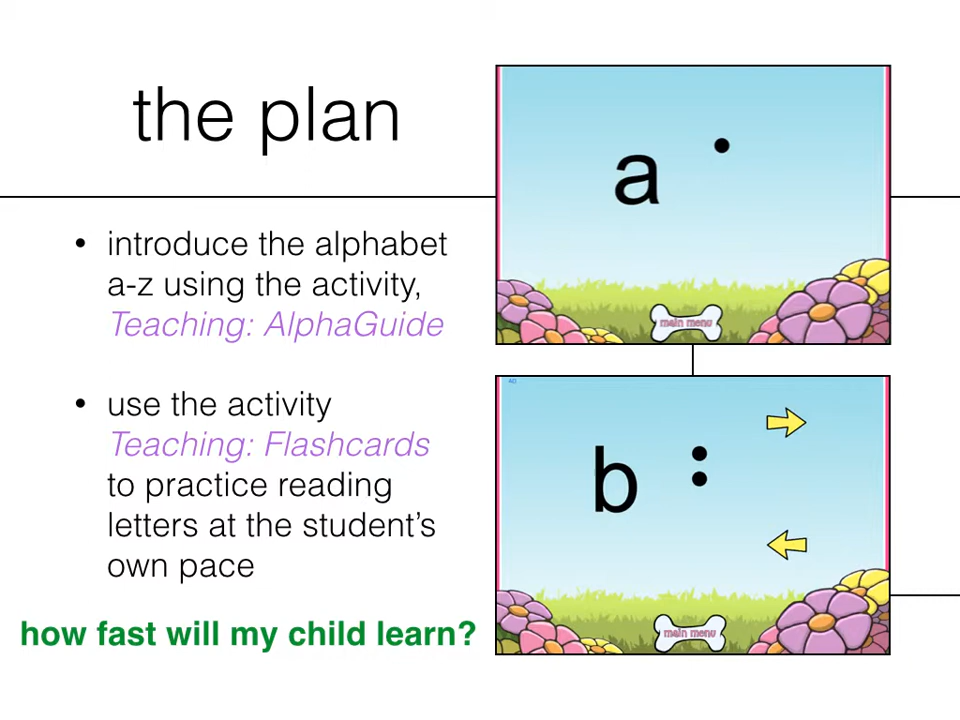 the plan
• introduce the alphabet
a-z using the activity,
Teaching: AlphaGuide
• use the activity
Teaching: Flashcards
to practice reading
letters at the student’s
own pace
how fast will my child learn?
a
main menu
b
main menu